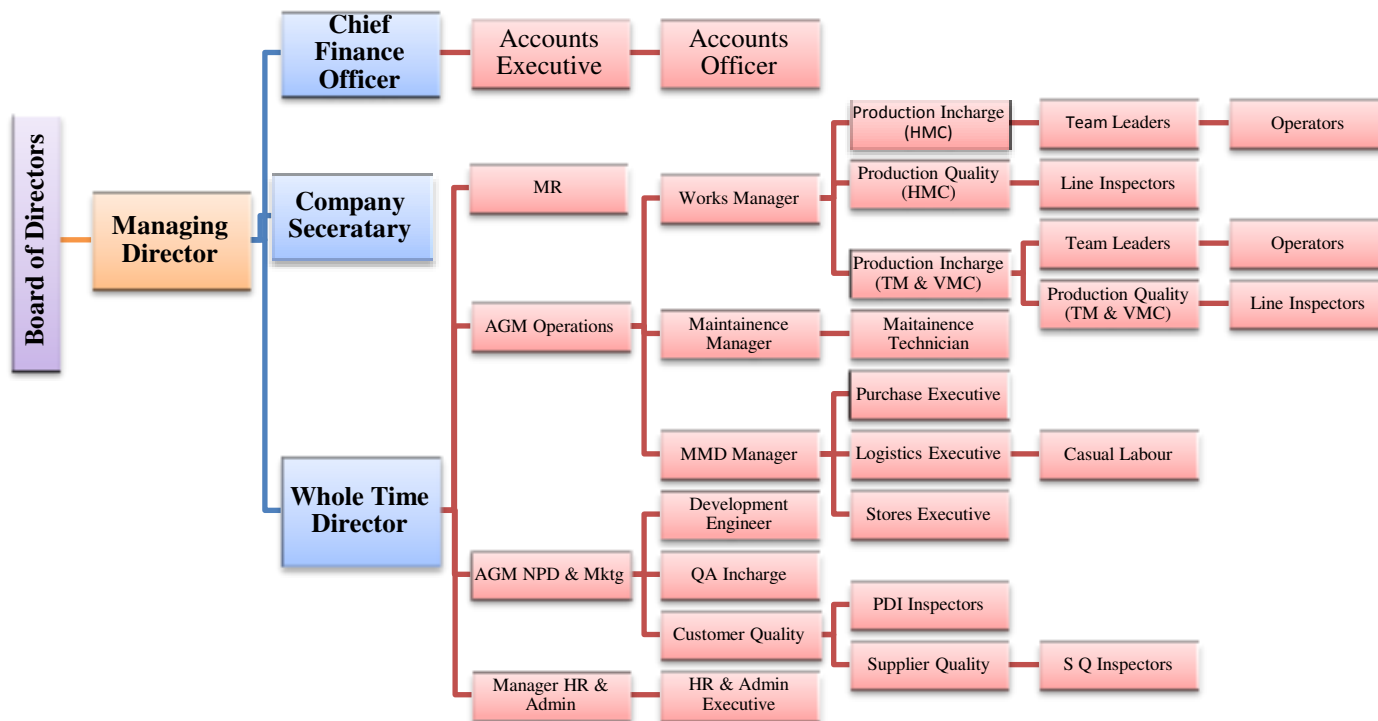 Board of Directors
Managing
Director
Chief
Finance
Officer
Accounts
Executive
Accounts
Officer
Company
Seceratary
Whole Time
Director
MR
AGM Operations
Works Manager
Production Incharge
(HMC)
Team Leaders
Operators
Production Quality
(HMC)
Line Inspectors
Production Incharge
(TM & VMC)
Team Leaders
Operators
Production Quality
(TM & VMC)
Line Inspectors
Maintainence
Manager
Maitainence
Technician
MMD Manager
Purchase Executive
Logistics Executive
Casual Labour
Stores Executive
AGM NPD & Mktg
Development
Engineer
QA Incharge
Customer Quality
PDI Inspectors
Supplier Quality
S Q Inspectors
Manager HR &
Admin
HR & Admin
Executive